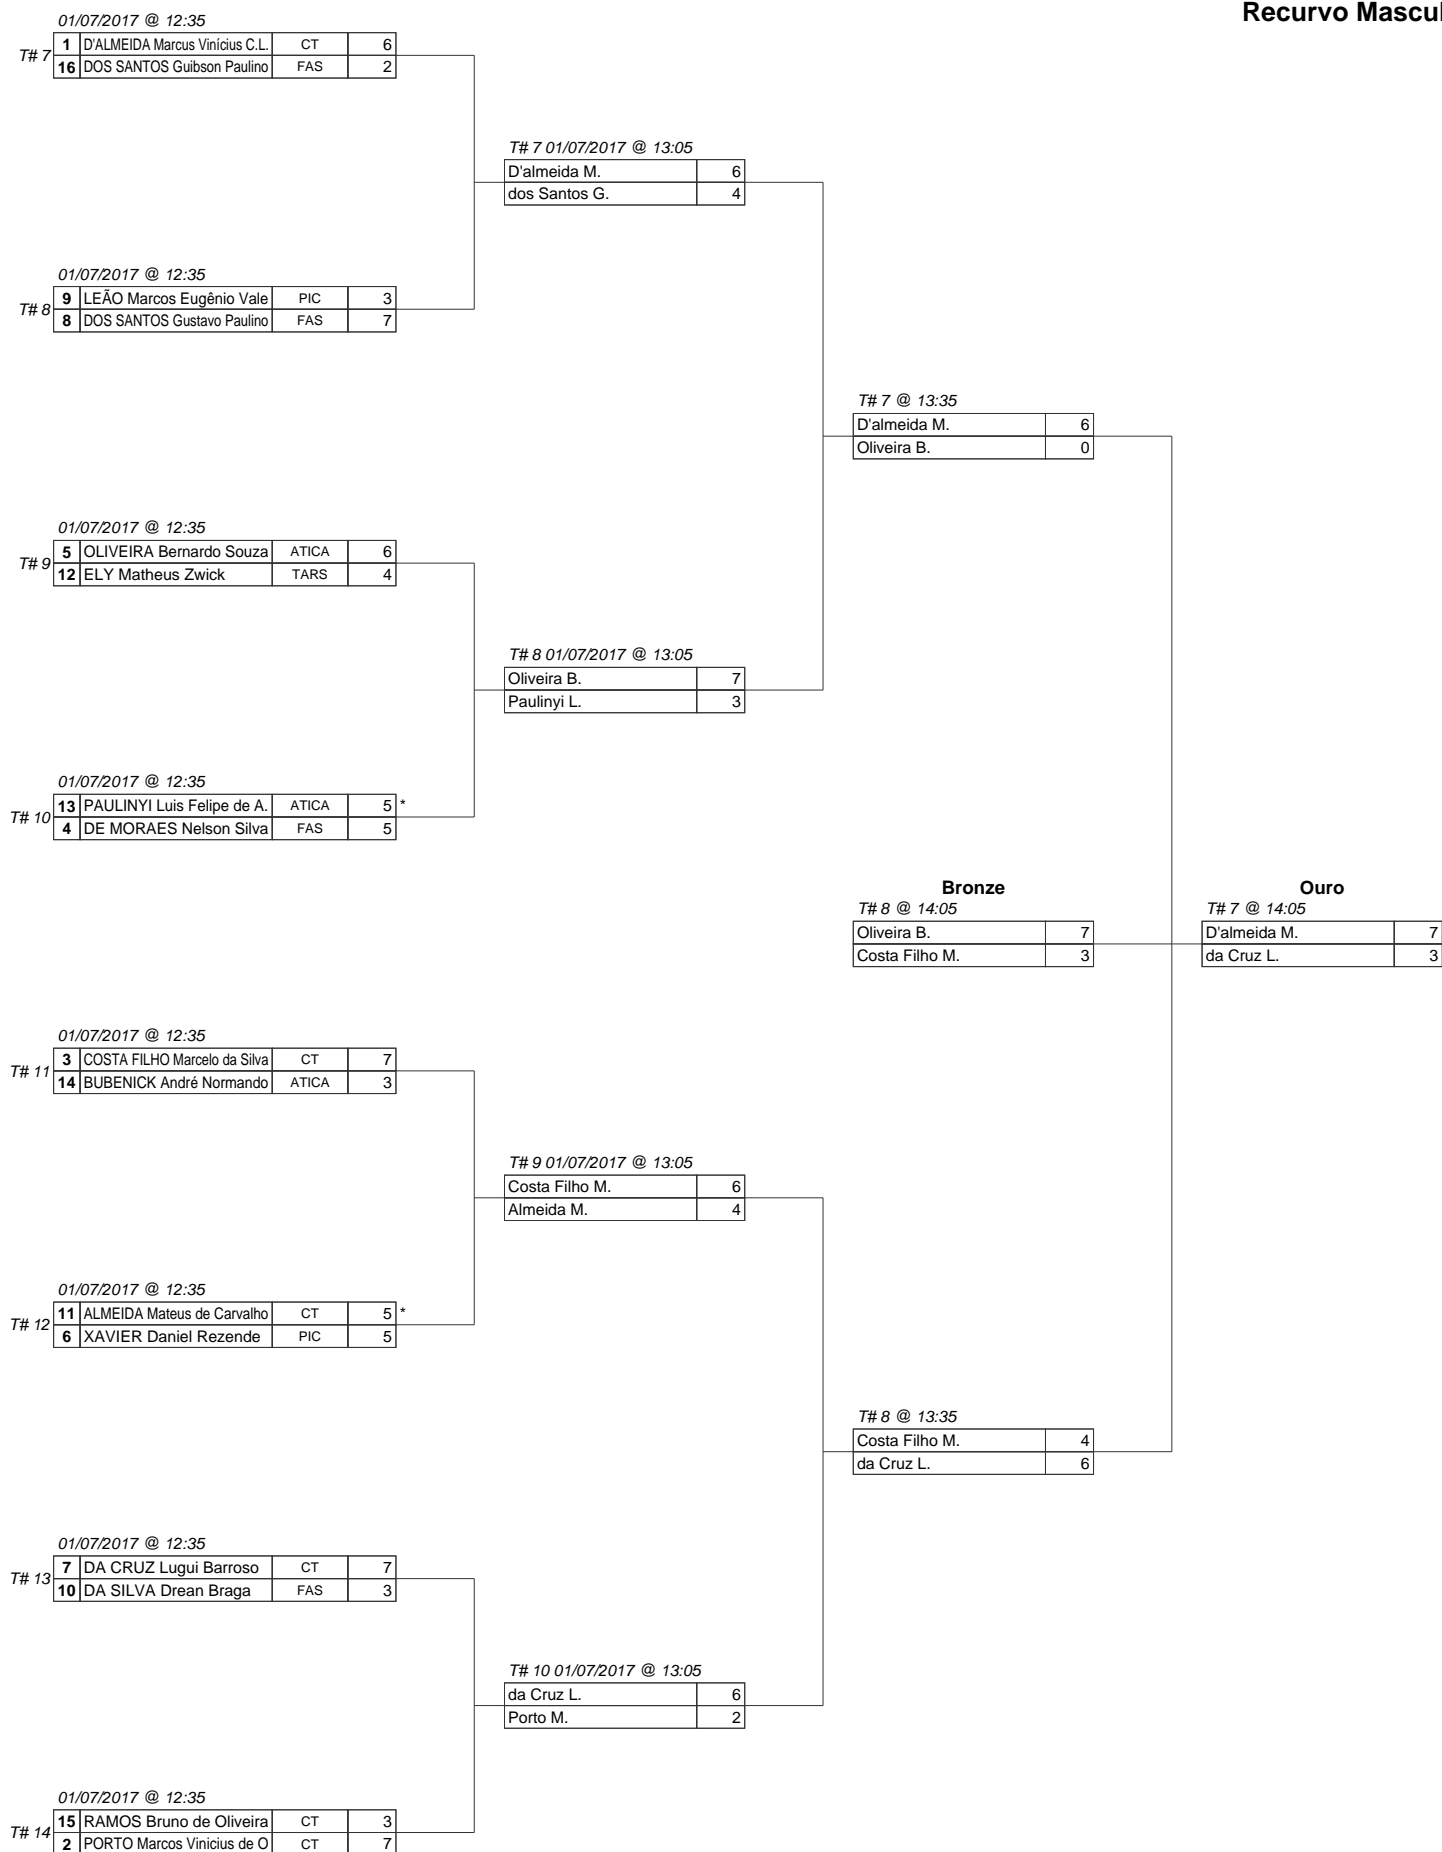 Recurvo Mascul
01/07/2017 @ 12:35
T# 7
1 D'ALMEIDA Marcus Vinícius C.L. CT 6
16 DOS SANTOS Guibson Paulino FAS 2
T# 7 01/07/2017 @ 13:05
D'almeida M. 6
dos Santos G. 4
01/07/2017 @ 12:35
T# 8
9 LEÃO Marcos Eugênio Vale PIC 3
8 DOS SANTOS Gustavo Paulino FAS 7
T# 7 @ 13:35
D'almeida M. 6
Oliveira B. 0
01/07/2017 @ 12:35
T# 9
5 OLIVEIRA Bernardo Souza ATICA 6
12 ELY Matheus Zwick TARS 4
T# 8 01/07/2017 @ 13:05
Oliveira B. 7
Paulinyi L. 3
01/07/2017 @ 12:35
T# 10
13 PAULINYI Luis Felipe de A. ATICA 5 *
4 DE MORAES Nelson Silva FAS 5
Bronze
T# 8 @ 14:05
Oliveira B. 7
Costa Filho M. 3
Ouro
T# 7 @ 14:05
D'almeida M. 7
da Cruz L. 3
01/07/2017 @ 12:35
T# 11
3 COSTA FILHO Marcelo da Silva CT 7
14 BUBENICK André Normando ATICA 3
T# 9 01/07/2017 @ 13:05
Costa Filho M. 6
Almeida M. 4
01/07/2017 @ 12:35
T# 12
11 ALMEIDA Mateus de Carvalho CT 5 *
6 XAVIER Daniel Rezende PIC 5
T# 8 @ 13:35
Costa Filho M. 4
da Cruz L. 6
01/07/2017 @ 12:35
T# 13
7 DA CRUZ Lugui Barroso CT 7
10 DA SILVA Drean Braga FAS 3
T# 10 01/07/2017 @ 13:05
da Cruz L. 6
Porto M. 2
01/07/2017 @ 12:35
T# 14
15 RAMOS Bruno de Oliveira CT 3
2 PORTO Marcos Vinicius de O CT 7